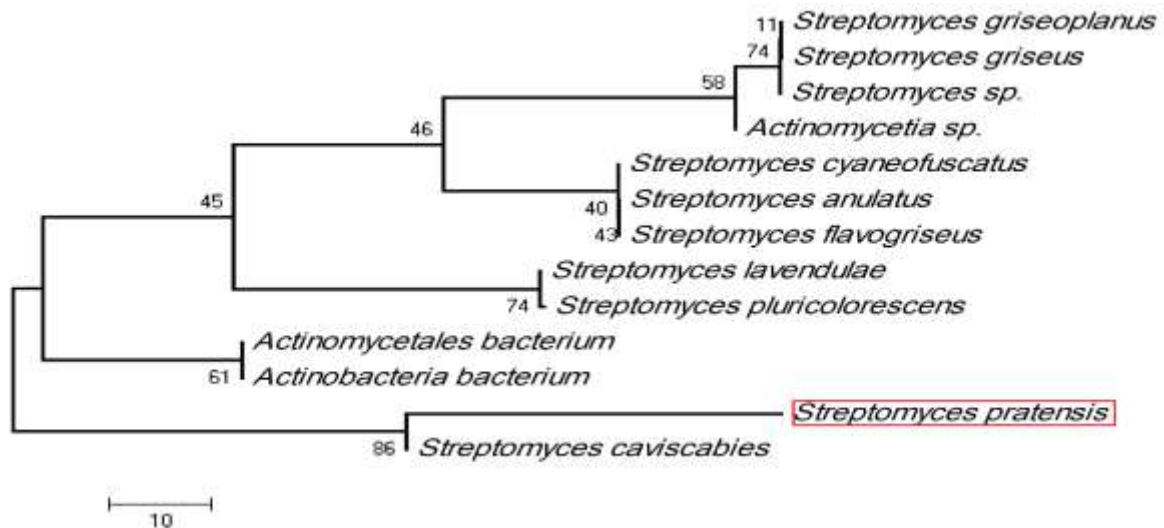 11 Streptomyces griseoplanus
74 Streptomyces griseus
58 Streptomyces sp.
46 Actinomycetia sp.
Streptomyces cyaneofuscatus
45 40 Streptomyces anulatus
43 Streptomyces flavogriseus
Streptomyces lavendulae
74 Streptomyces pluricolorescens
Actinomycetales bacterium
61 Actinobacteria bacterium
Streptomyces pratensis
86 Streptomyces caviscabies
10